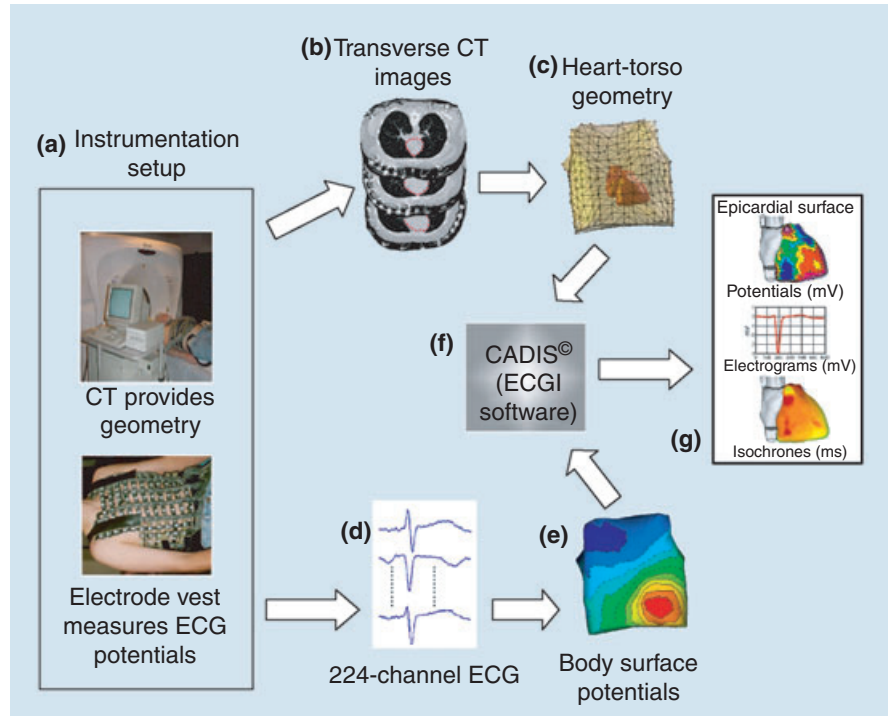 (a) Instrumentation
setup
CT provides
geometry
Electrode vest
measures ECG
potentials
(b) Transverse CT
images
(c) Heart-torso
geometry
(d)
224-channel ECG
(e)
Body surface
potentials
(f)
CADIS©
(ECGI
software)
(g)
Epicardial surface
Potentials (mV)
Electrograms (mV)
Isochrones (ms)